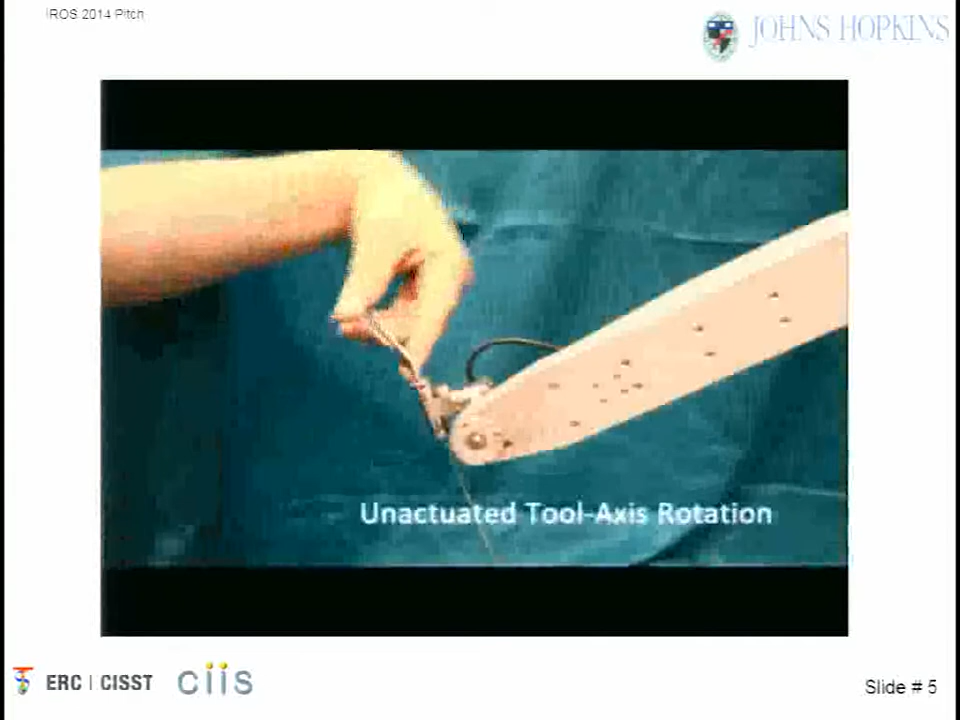 IROS 2014 Pitch
JOHNS HOPKINS
Unactuated Tool-Axis Rotation
ERC | CISST
ciis
Slide # 5